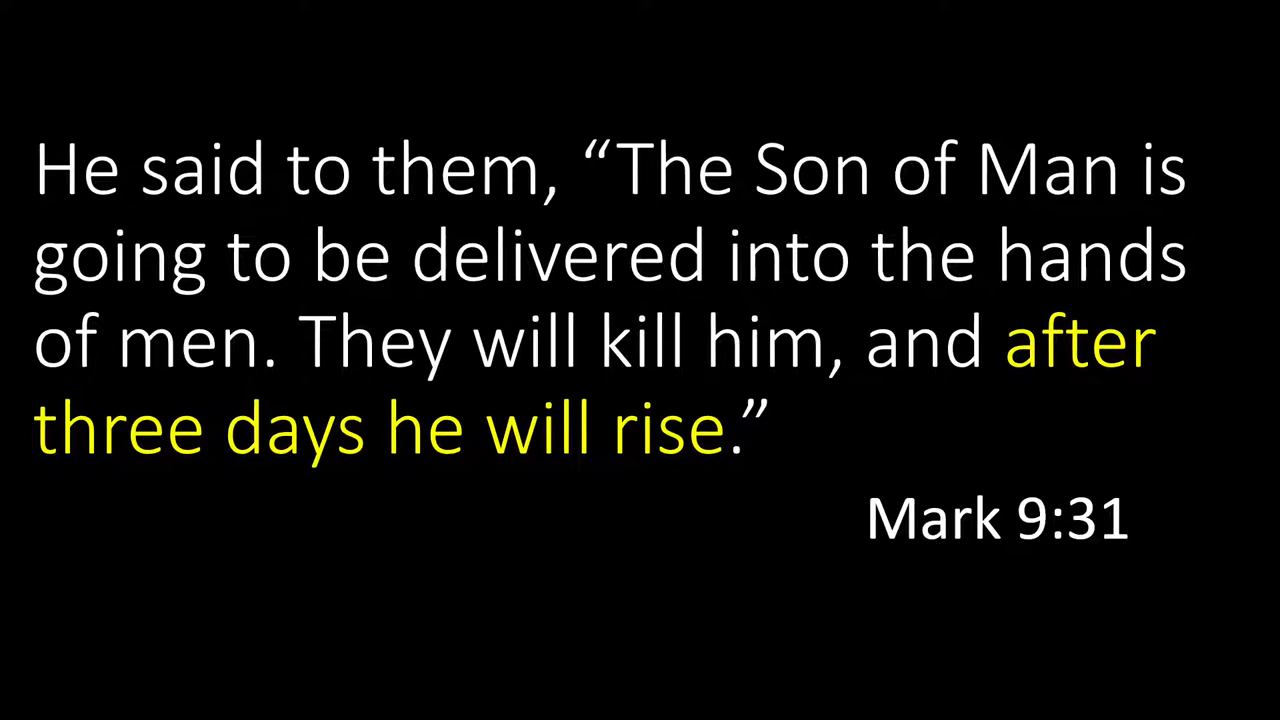 He said to them, “The Son of Man is
going to be delivered into the hands
of men. They will kill him, and after
three days he will rise.”
Mark 9:31